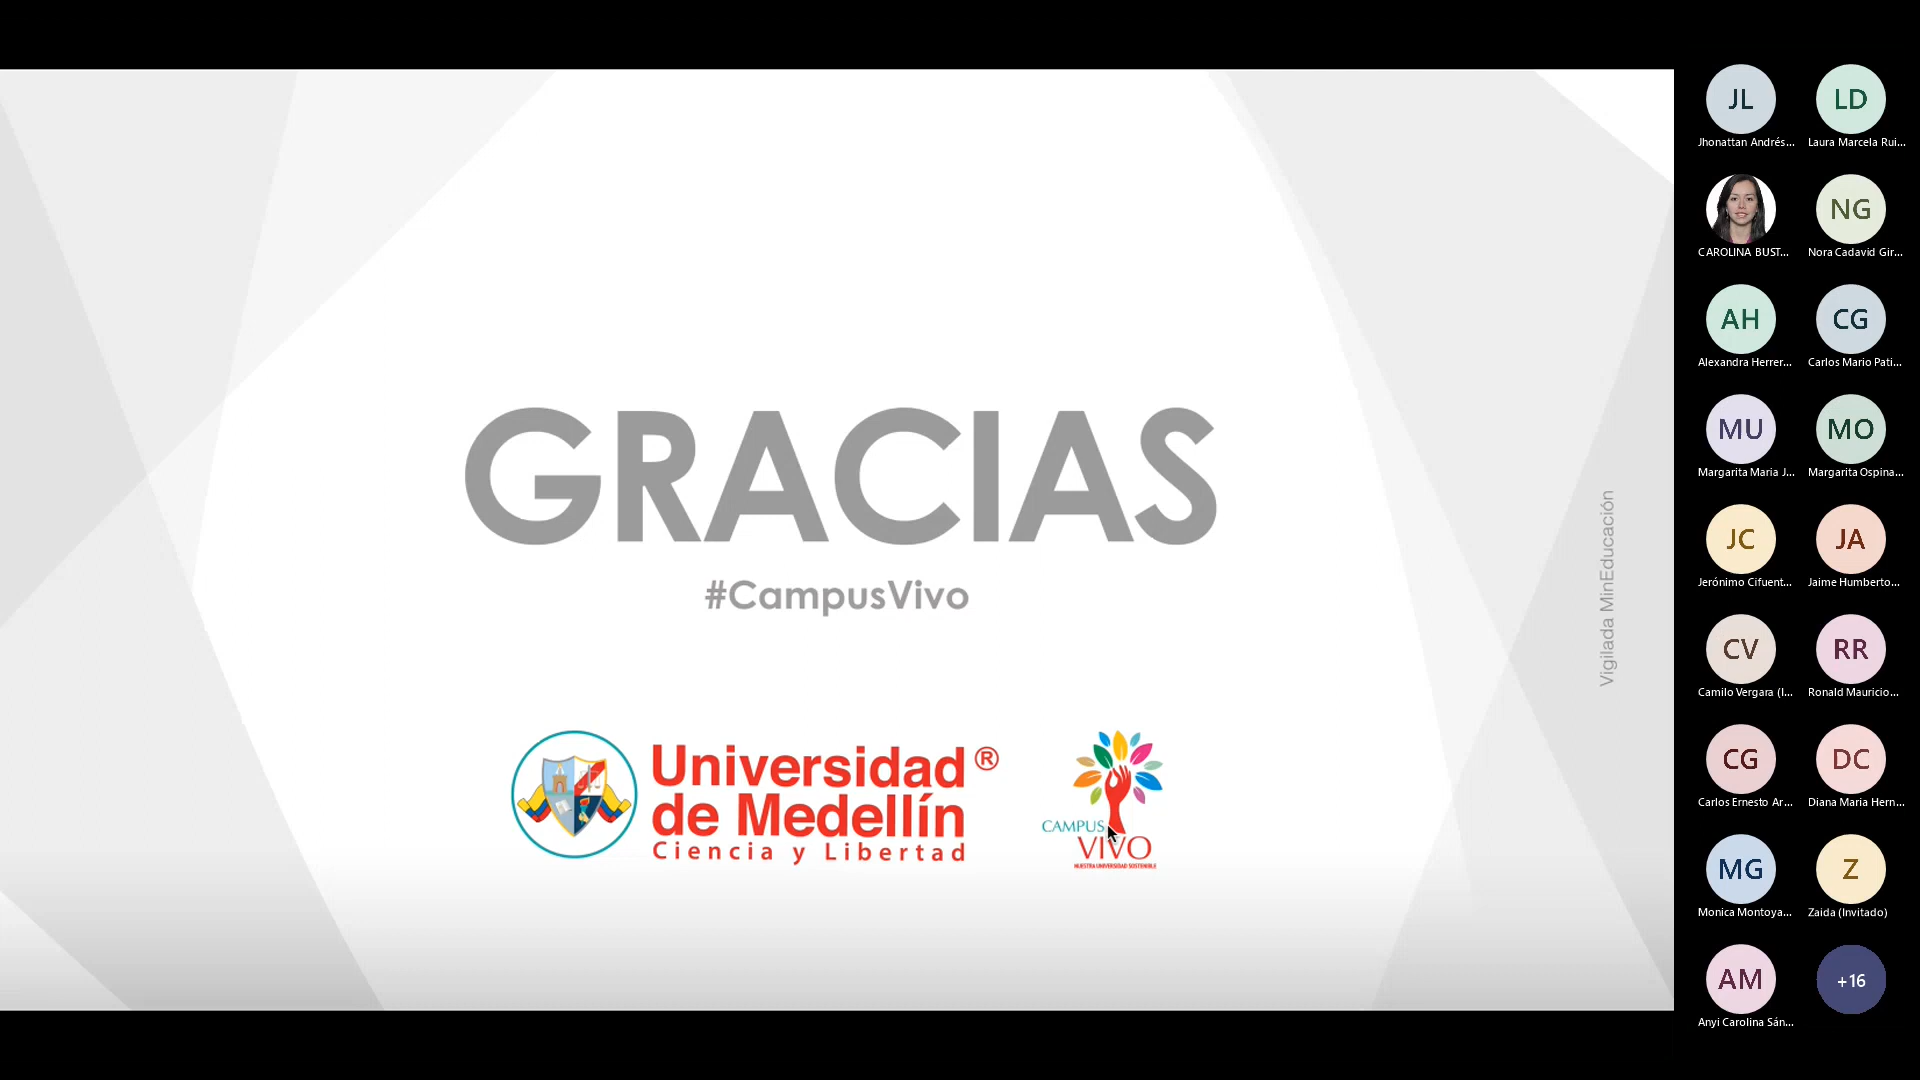 GRACIAS
#CampusVivo
Vigilada MinEducación
Universidad®
de Medellín
Ciencia y Libertad
CAMPUS
VIVO
NUESTRA UNIVERSIDAD SOSTENIBLE
JL
Jhonattan Andrés...
LD
Laura Marcela Rui...
CAROLINA BUST...
NG
Nora Cadavid Gir...
AH
Alexandra Herrer...
CG
Carlos Mario Pati...
MU
Margarita Maria J...
MO
Margarita Ospina...
JC
Jerónimo Cifuent...
JA
Jaime Humberto...
CV
Camilo Vergara (I...
RR
Ronald Mauricio...
CG
Carlos Ernesto Ar...
DC
Diana Maria Hern...
MG
Monica Montoya...
Z
Zaida (Invitado)
AM
Anyi Carolina Sán...
+16